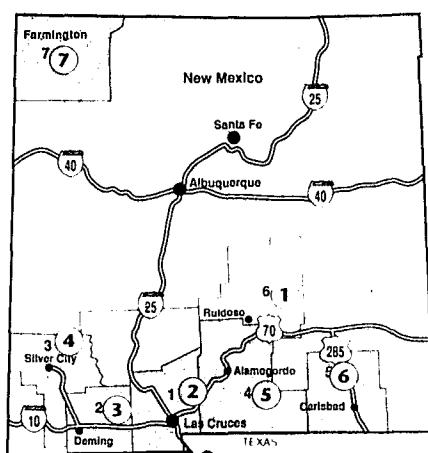 Farmington
7 7
New Mexico
25
Santa Fe
40
Albuquerque
40
25
6 1
Ruidoso
70
3 4
285
Silver City
Alamogordo
6
1 2
4 5
2 3
Carlsbad
10
Las Cruces
Deming
TEXAS